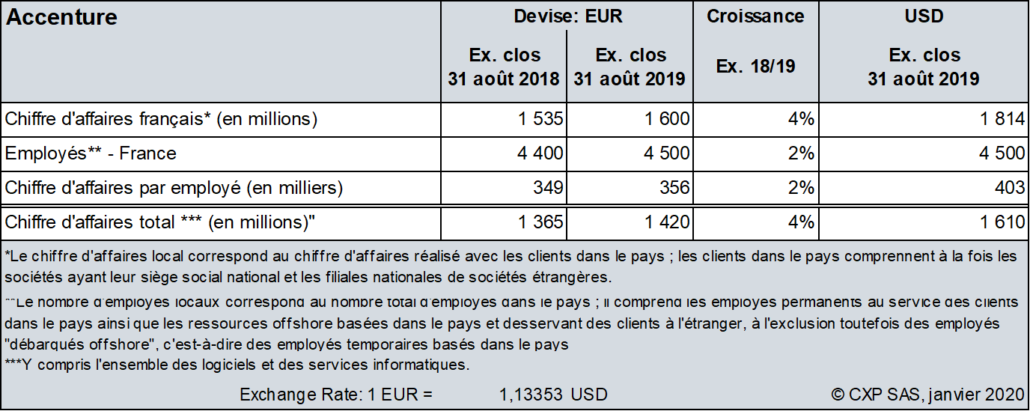 Accenture Devise: EUR Croissance USD
Ex. clos 31 août 2018 Ex. clos 31 août 2019 Ex. 18/19 Ex. clos 31 août 2019
Chiffre d'affaires français* (en millions) 1 535 1 600 4% 1 814
Employés** - France 4 400 4 500 2% 4 500
Chiffre d'affaires par employé (en milliers) 349 356 2% 403
Chiffre d'affaires total *** (en millions)" 1 365 1 420 4% 1 610
*Le chiffre d'affaires local correspond au chiffre d'affaires réalisé avec les clients dans le pays ; les clients dans le pays comprennent à la fois les
sociétés ayant leur siège social national et les filiales nationales de sociétés étrangères.
**Le nombre d'employés locaux correspond au nombre total d'employés dans le pays ; il comprend les employés permanents au service des clients
dans le pays ainsi que les ressources offshore basées dans le pays et desservant des clients à l'étranger, à l'exclusion toutefois des employés
"débarqués offshore", c'est-à-dire des employés temporaires basés dans le pays
***Y compris l'ensemble des logiciels et des services informatiques.
Exchange Rate: 1 EUR = 1,13353 USD © CXP SAS, janvier 2020